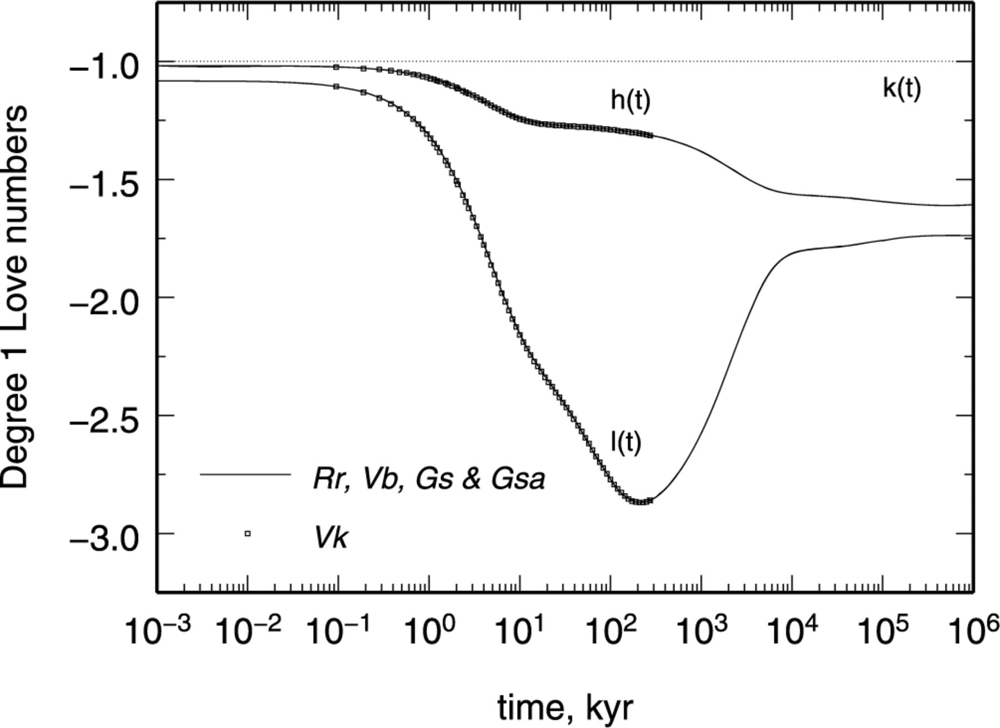 Degree 1 Love numbers
−1.0
−1.5
−2.0
−2.5
−3.0
h(t)
k(t)
l(t)
Rr, Vb, Gs & Gsa
Vk
10⁻³ 10⁻² 10⁻¹ 10⁰ 10¹ 10² 10³ 10⁴ 10⁵ 10⁶
time, kyr